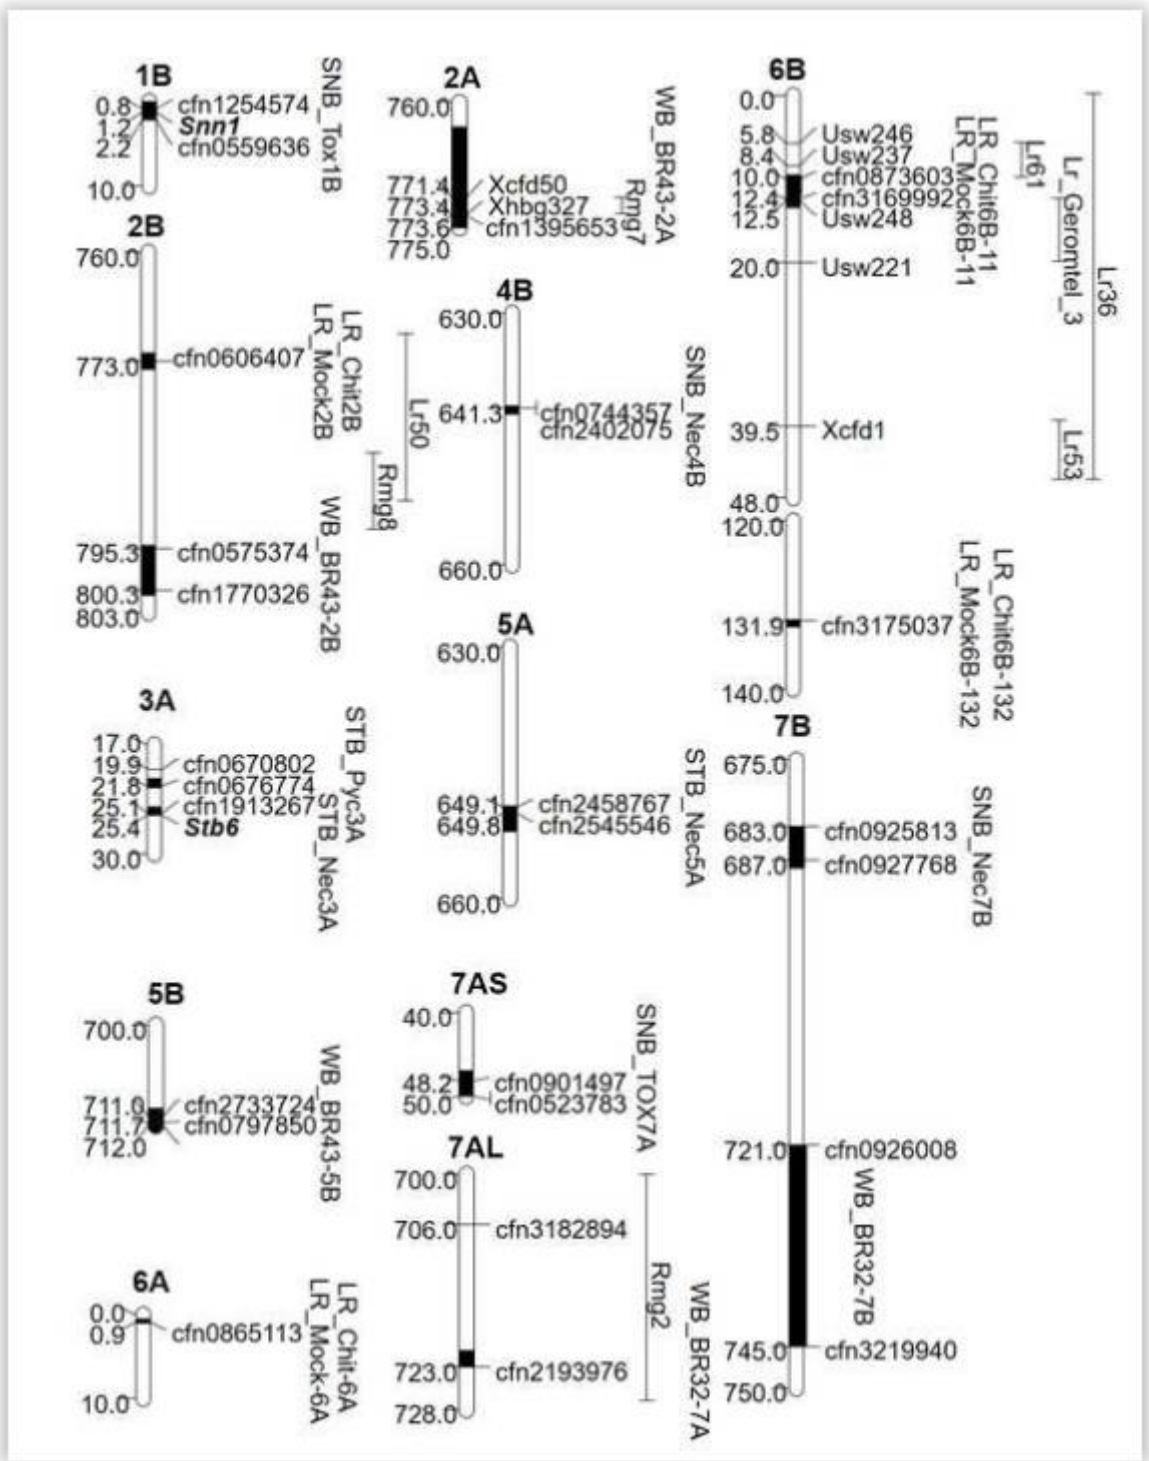 1B
0.8 cfn1254574
1.2 Snn1
2.2 cfn0559636
10.0
SNB_Tox1B
2A
760.0
771.4 Xcfd50
773.4 Xhbg327
773.6 cfn1395653
775.0
Rmg7
WB_BR43-2A
6B
0.0
5.8 Usw246
8.4 Usw237
10.0 cfn0873603
12.4 cfn3169992
12.5 Usw248
20.0 Usw221
39.5 Xcfd1
48.0
120.0
131.9 cfn3175037
140.0
LR_Chit6B-11
LR_Mock6B-11
Lr61
Lr_Geromtel_3
Lr36
Lr53
LR_Chit6B-132
LR_Mock6B-132
2B
760.0
773.0 cfn0606407
795.3 cfn0575374
800.3 cfn1770326
803.0
LR_Chit2B
LR_Mock2B
Lr50
Rmg8
WB_BR43-2B
4B
630.0
641.3 cfn0744357
cfn2402075
660.0
SNB_Nec4B
3A
17.0
19.9 cfn0670802
21.8 cfn0676774
25.1 cfn1913267
25.4 Stb6
30.0
STB_Pyc3A
STB_Nec3A
5A
630.0
649.1 cfn2458767
649.8 cfn2545546
660.0
STB_Nec5A
7B
675.0
683.0 cfn0925813
687.0 cfn0927768
721.0 cfn0926008
745.0 cfn3219940
750.0
SNB_Nec7B
WB_BR32-7B
5B
700.0
711.0 cfn2733724
711.7 cfn0797850
712.0
WB_BR43-5B
7AS
40.0
48.2 cfn0901497
50.0 cfn0523783
SNB_TOX7A
7AL
700.0
706.0 cfn3182894
723.0 cfn2193976
728.0
Rmg2
WB_BR32-7A
6A
0.0
0.9 cfn0865113
10.0
LR_Chit-6A
LR_Mock-6A